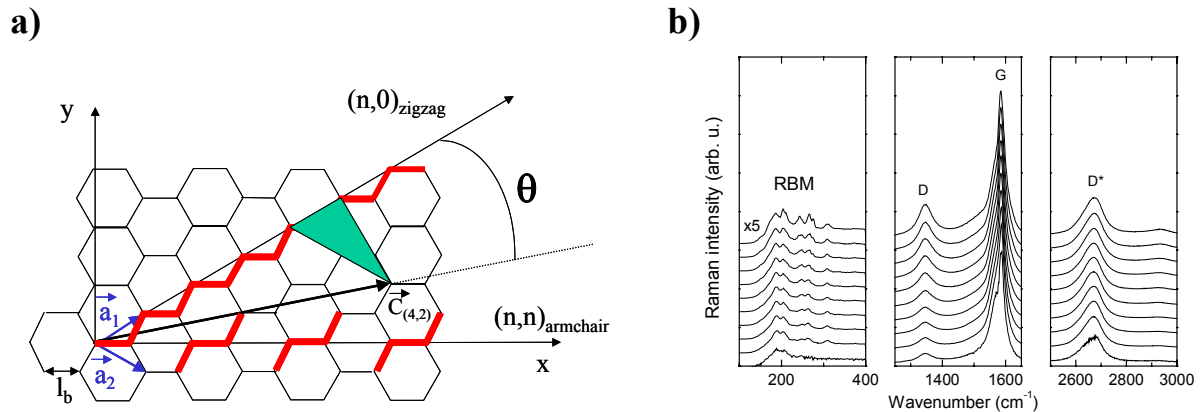 a)
y
(n,0)zigzag
θ
a1
C(4,2)
(n,n)armchair
a2
x
lb
b)
Raman intensity (arb. u.)
RBM
x5
D
G
D*
200 400
1400 1600
2600 2800 3000
Wavenumber (cm-1)